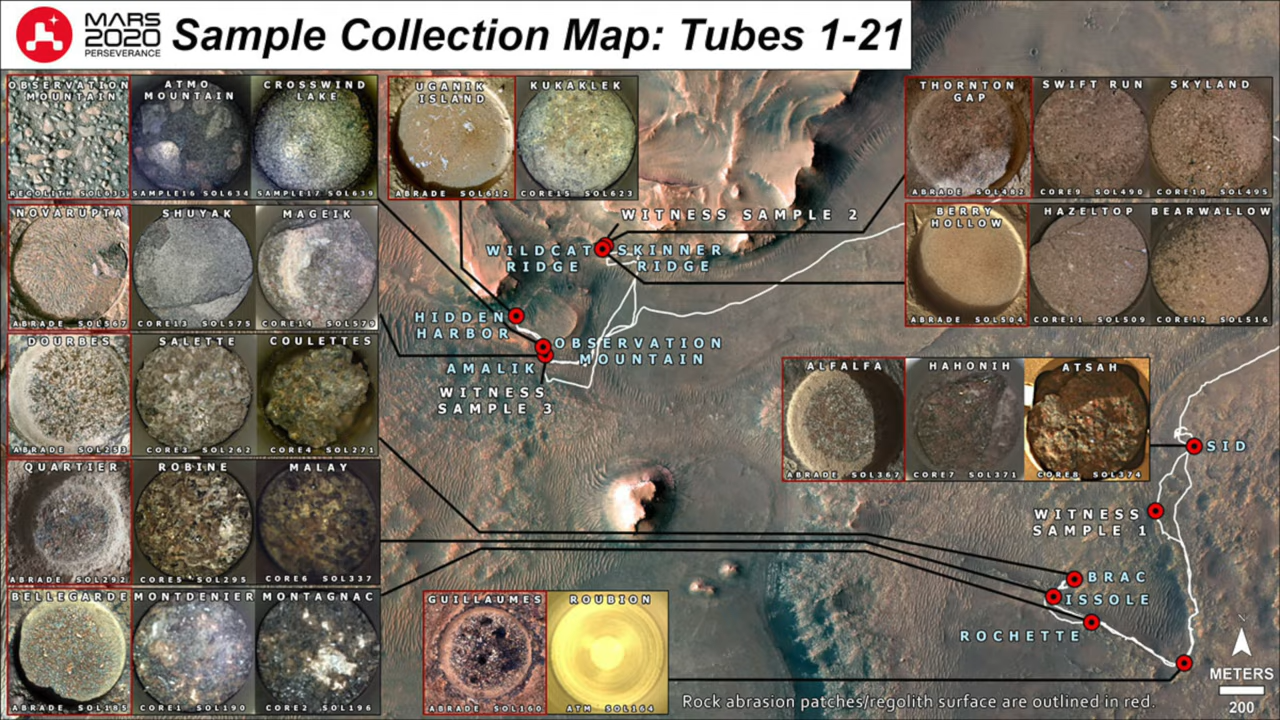 MARS
2020
PERSEVERANCE
Sample Collection Map: Tubes 1-21
OBSERVATION
MOUNTAIN
REGOLITH SOL633
ATMO
MOUNTAIN
SAMPLE16 SOL634
CROSSWIND
LAKE
SAMPLE17 SOL639
UGANIK
ISLAND
ABRADE SOL612
KUKAKLEK
CORE15 SOL623
THORNTON
GAP
ABRADE SOL482
SWIFT RUN
CORE9 SOL490
SKYLAND
CORE10 SOL495
NOVARUPTA
ABRADE SOL567
SHUYAK
CORE13 SOL575
MAGEIK
CORE14 SOL579
BERRY
HOLLOW
ABRADE SOL504
HAZELTOP
CORE11 SOL509
BEARWALLOW
CORE12 SOL516
WITNESS SAMPLE 2
WILDCAT
RIDGE
SKINNER
RIDGE
HIDDEN
HARBOR
OBSERVATION
MOUNTAIN
AMALIK
WITNESS
SAMPLE 3
DOURBES
ABRADE SOL253
SALETTE
CORE3 SOL262
COULETTES
CORE4 SOL271
ALFALFA
ABRADE SOL367
HAHONIH
CORE7 SOL371
ATSAH
CORE8 SOL374
SID
WITNESS
SAMPLE 1
QUARTIER
ABRADE SOL292
ROBINE
CORE5 SOL295
MALAY
CORE6 SOL337
BRAC
ISSOLE
ROCHETTE
BELLEGARDE
ABRADE SOL185
MONTDENIER
CORE1 SOL190
MONTAGNAC
CORE2 SOL196
GUILLAUMES
ABRADE SOL160
ROUBION
ATM SOL164
N
METERS
200
Rock abrasion patches/regolith surface are outlined in red.